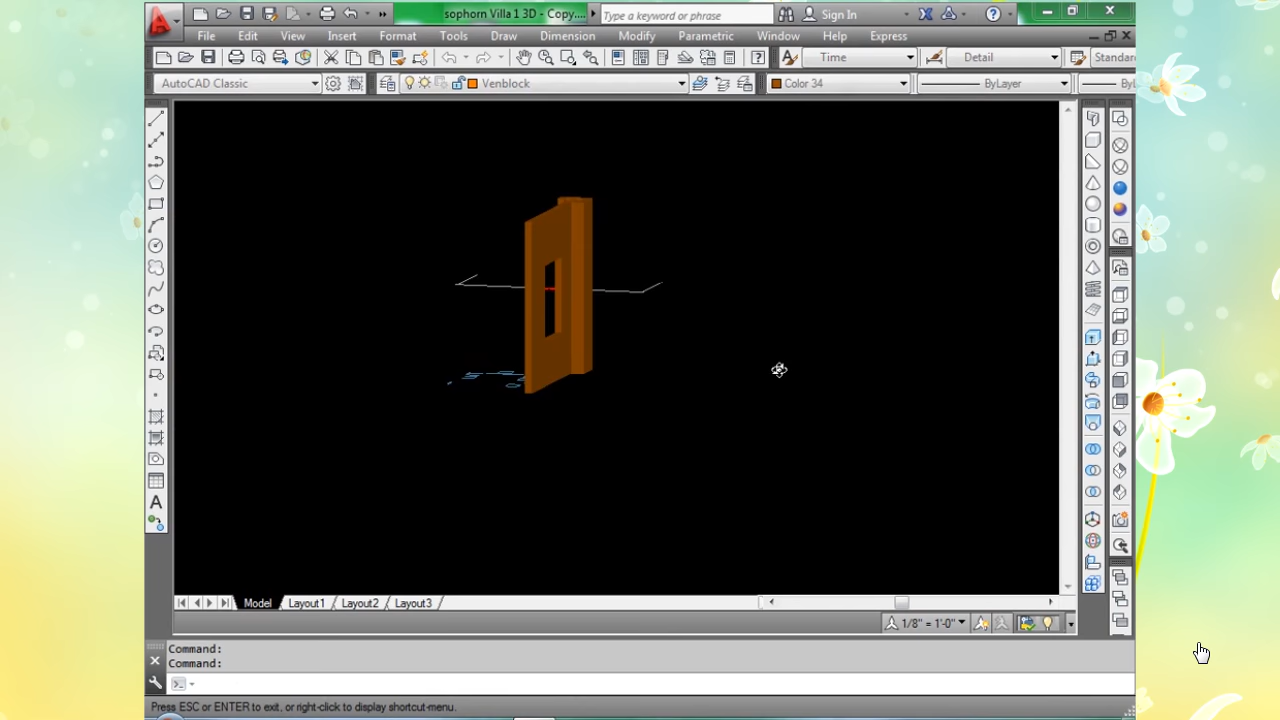 sophorn Villa 1 3D - Copy....
Type a keyword or phrase
Sign In
File Edit View Insert Format Tools Draw Dimension Modify Parametric Window Help Express
Time
Detail
Standard
AutoCAD Classic
Venblock
Color 34
ByLayer
ByL
A
Model Layout1 Layout2 Layout3
1/8" = 1'-0"
Command:
Command:
Press ESC or ENTER to exit, or right-click to display shortcut-menu.